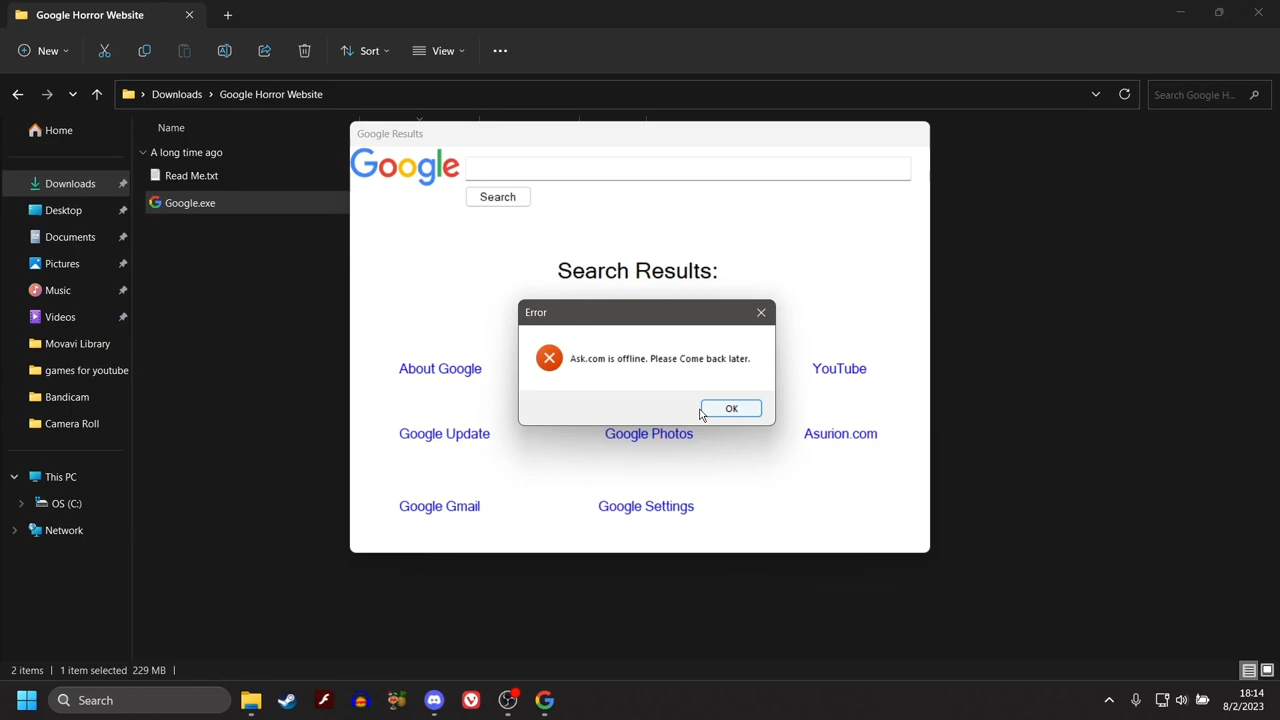 Google Horror Website
New
Sort
View
Downloads
Google Horror Website
Search Google H...
Home
Downloads
Desktop
Documents
Pictures
Music
Videos
Movavi Library
games for youtube
Bandicam
Camera Roll
This PC
OS (C:)
Network
Name
A long time ago
Read Me.txt
Google.exe
Google Results
Google
Search
Search Results:
About Google
YouTube
Google Update
Google Photos
Asurion.com
Google Gmail
Google Settings
Error
Ask.com is offline. Please Come back later.
OK
2 items
1 item selected 229 MB
Search
18:14
8/2/2023